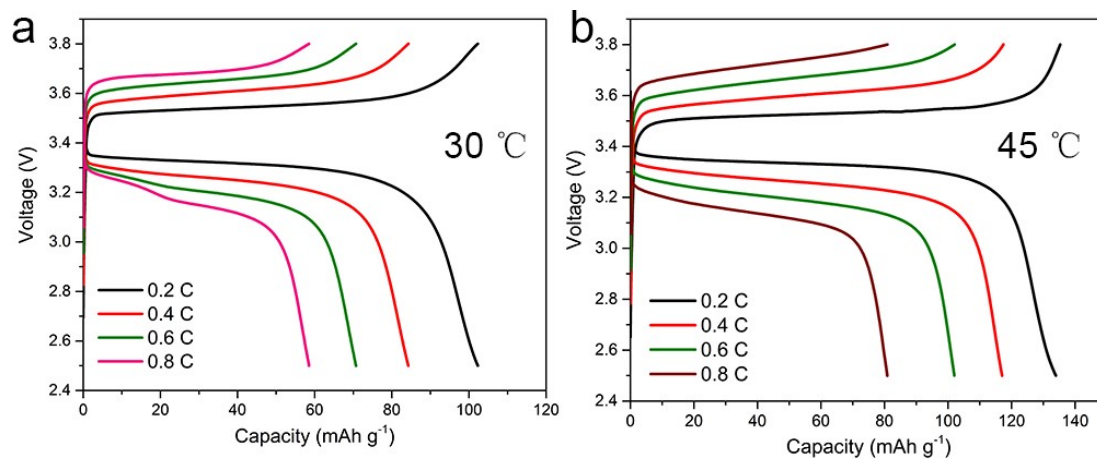 a
3.8
3.6
3.4
3.2
3.0
2.8
2.6
2.4
Voltage (V)
30 ℃
0.2 C
0.4 C
0.6 C
0.8 C
0 20 40 60 80 100 120
Capacity (mAh g⁻¹)
b
3.8
3.6
3.4
3.2
3.0
2.8
2.6
2.4
Voltage (V)
45 ℃
0.2 C
0.4 C
0.6 C
0.8 C
0 20 40 60 80 100 120 140
Capacity (mAh g⁻¹)